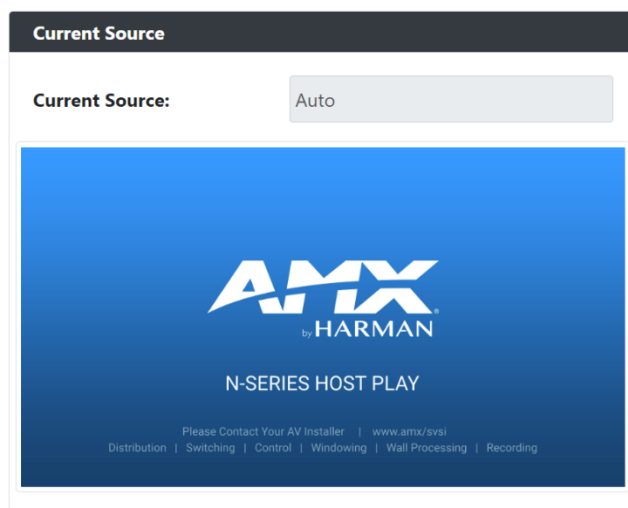 Current Source
Current Source: Auto
AMX
by HARMAN
N-SERIES HOST PLAY
Please Contact Your AV Installer | www.amx/svsi
Distribution | Switching | Control | Windowing | Wall Processing | Recording